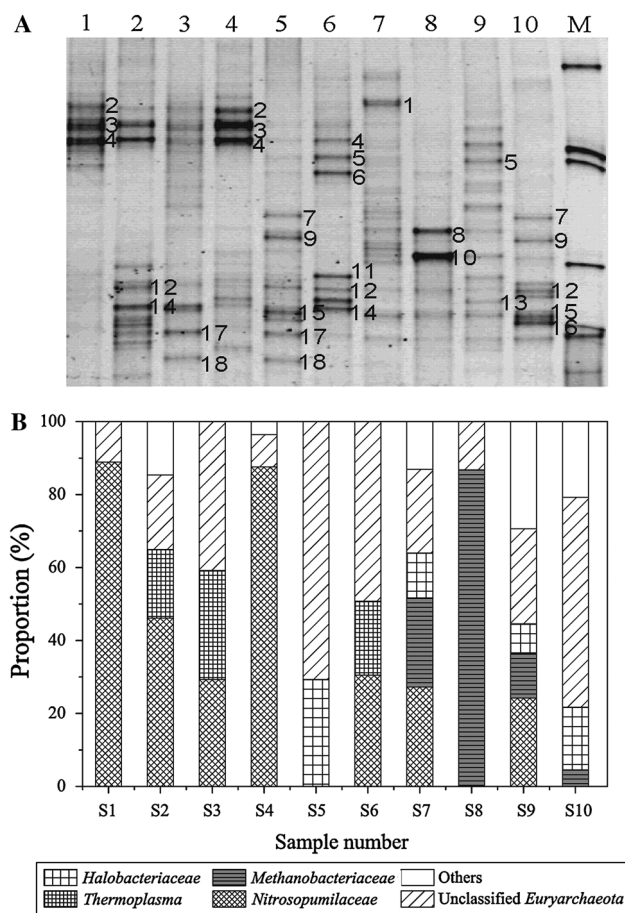 A
1 2 3 4 5 6 7 8 9 10 M
2 2
3 3
4 4
1
4
5 5
6
7 7
8
9 9
10
11
12 12 12
13
14 14
15 15
16
17 17
18 18
B
100
80
60
40
20
0
Proportion (%)
S1 S2 S3 S4 S5 S6 S7 S8 S9 S10
Sample number
Halobacteriaceae Methanobacteriaceae Others
Thermoplasma Nitrosopumilaceae Unclassified Euryarchaeota